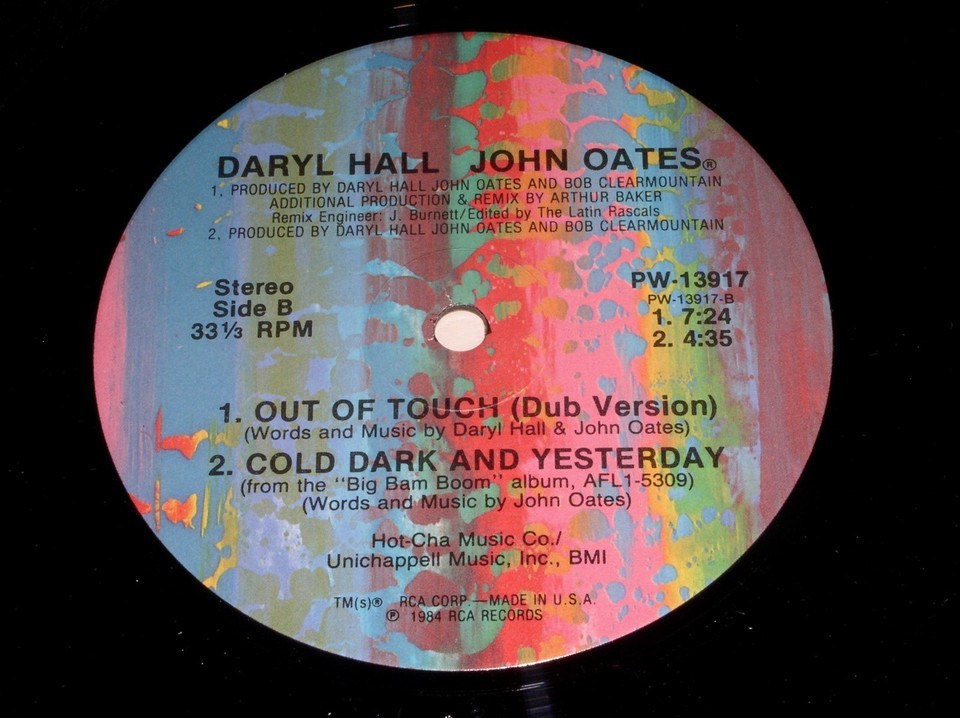 DARYL HALL JOHN OATES®
1, PRODUCED BY DARYL HALL JOHN OATES AND BOB CLEARMOUNTAIN
ADDITIONAL PRODUCTION & REMIX BY ARTHUR BAKER
Remix Engineer: J. Burnett/Edited by The Latin Rascals
2, PRODUCED BY DARYL HALL JOHN OATES AND BOB CLEARMOUNTAIN
Stereo
Side B
33⅓ RPM
PW-13917
PW-13917-B
1. 7:24
2. 4:35
1. OUT OF TOUCH (Dub Version)
(Words and Music by Daryl Hall & John Oates)
2. COLD DARK AND YESTERDAY
(from the "Big Bam Boom" album, AFL1-5309)
(Words and Music by John Oates)
Hot-Cha Music Co./
Unichappell Music, Inc., BMI
TM(s)® RCA CORP.—MADE IN U.S.A.
℗ 1984 RCA RECORDS